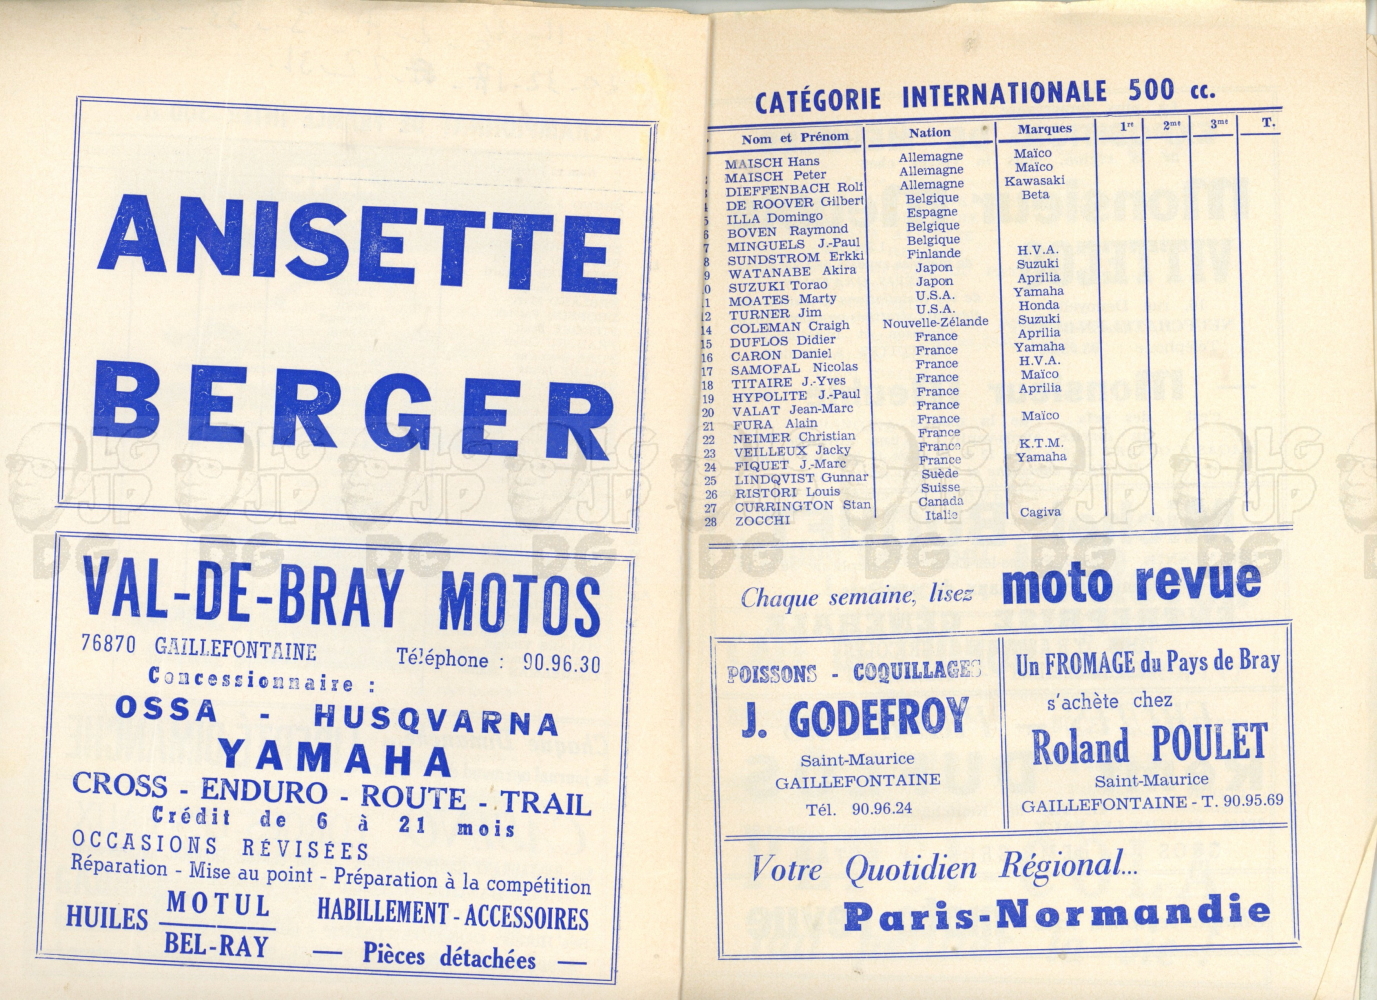 ANISETTE
BERGER
VAL-DE-BRAY MOTOS
76870 GAILLEFONTAINE Téléphone : 90.96.30
Concessionnaire :
OSSA - HUSQVARNA
YAMAHA
CROSS - ENDURO - ROUTE - TRAIL
Crédit de 6 à 21 mois
OCCASIONS RÉVISÉES
Réparation - Mise au point - Préparation à la compétition
HUILES MOTUL BEL-RAY HABILLEMENT - ACCESSOIRES
— Pièces détachées —
CATÉGORIE INTERNATIONALE 500 cc.
Nom et Prénom Nation Marques 1re 2me 3me T.
MAISCH Hans Allemagne Maïco
MAISCH Peter Allemagne Maïco
DIEFFENBACH Rolf Allemagne Kawasaki
DE ROOVER Gilbert Belgique Beta
5 ILLA Domingo Espagne
6 BOVEN Raymond Belgique
7 MINGUELS J.-Paul Belgique
8 SUNDSTROM Erkki Finlande H.V.A.
9 WATANABE Akira Japon Suzuki
0 SUZUKI Torao Japon Aprilia
1 MOATES Marty U.S.A. Yamaha
2 TURNER Jim U.S.A. Honda
14 COLEMAN Craigh Nouvelle-Zélande Suzuki
15 DUFLOS Didier France Aprilia
16 CARON Daniel France Yamaha
17 SAMOFAL Nicolas France H.V.A.
18 TITAIRE J.-Yves France Maïco
19 HYPOLITE J.-Paul France Aprilia
20 VALAT Jean-Marc France
21 FURA Alain France Maïco
22 NEIMER Christian France
23 VEILLEUX Jacky France K.T.M.
24 FIQUET J.-Marc France Yamaha
25 LINDQVIST Gunnar Suède
26 RISTORI Louis Suisse
27 CURRINGTON Stan Canada
28 ZOCCHI Italie Cagiva
Chaque semaine, lisez moto revue
POISSONS - COQUILLAGES
J. GODEFROY
Saint-Maurice
GAILLEFONTAINE
Tél. 90.96.24
Un FROMAGE du Pays de Bray
s'achète chez
Roland POULET
Saint-Maurice
GAILLEFONTAINE - T. 90.95.69
Votre Quotidien Régional...
Paris-Normandie
LG
JP
DG